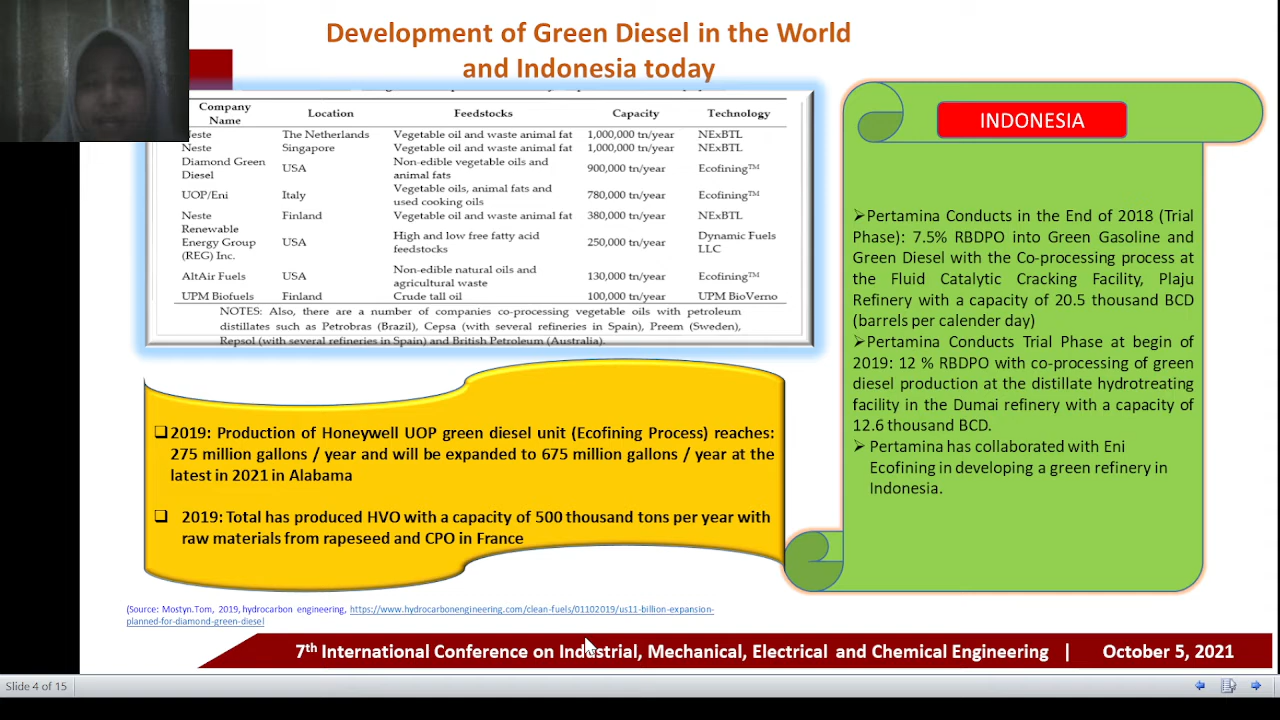 Development of Green Diesel in the World
and Indonesia today
Company Name Location Feedstocks Capacity Technology
Neste The Netherlands Vegetable oil and waste animal fat 1,000,000 tn/year NExBTL
Neste Singapore Vegetable oil and waste animal fat 1,000,000 tn/year NExBTL
Diamond Green Diesel USA Non-edible vegetable oils and animal fats 900,000 tn/year Ecofining™
UOP/Eni Italy Vegetable oils, animal fats and used cooking oils 780,000 tn/year Ecofining™
Neste Finland Vegetable oil and waste animal fat 380,000 tn/year NExBTL
Renewable Energy Group (REG) Inc. USA High and low free fatty acid feedstocks 250,000 tn/year Dynamic Fuels LLC
AltAir Fuels USA Non-edible natural oils and agricultural waste 130,000 tn/year Ecofining™
UPM Biofuels Finland Crude tall oil 100,000 tn/year UPM BioVerno
NOTES: Also, there are a number of companies co-processing vegetable oils with petroleum
distillates such as Petrobras (Brazil), Cepsa (with several refineries in Spain), Preem (Sweden),
Repsol (with several refineries in Spain) and British Petroleum (Australia).
❑2019: Production of Honeywell UOP green diesel unit (Ecofining Process) reaches:
275 million gallons / year and will be expanded to 675 million gallons / year at the
latest in 2021 in Alabama
❑ 2019: Total has produced HVO with a capacity of 500 thousand tons per year with
raw materials from rapeseed and CPO in France
(Source: Mostyn.Tom, 2019, hydrocarbon engineering, https://www.hydrocarbonengineering.com/clean-fuels/01102019/us11-billion-expansion-
planned-for-diamond-green-diesel
INDONESIA
➢Pertamina Conducts in the End of 2018 (Trial
Phase): 7.5% RBDPO into Green Gasoline and
Green Diesel with the Co-processing process at
the Fluid Catalytic Cracking Facility, Plaju
Refinery with a capacity of 20.5 thousand BCD
(barrels per calender day)
➢Pertamina Conducts Trial Phase at begin of
2019: 12 % RBDPO with co-processing of green
diesel production at the distillate hydrotreating
facility in the Dumai refinery with a capacity of
12.6 thousand BCD.
➢ Pertamina has collaborated with Eni
Ecofining in developing a green refinery in
Indonesia.
7th International Conference on Industrial, Mechanical, Electrical and Chemical Engineering | October 5, 2021
Slide 4 of 15